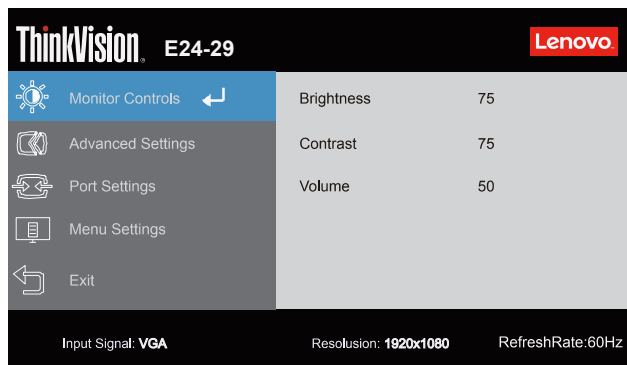 ThinkVision. E24-29
Lenovo.
Monitor Controls
Brightness 75
Advanced Settings
Contrast 75
Port Settings
Volume 50
Menu Settings
Exit
Input Signal: VGA Resolusion: 1920x1080 RefreshRate:60Hz